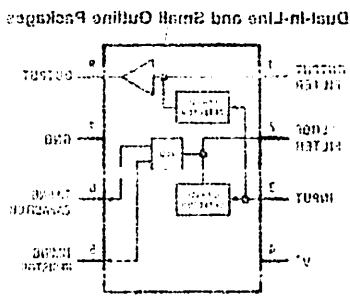 Dual-In-Line and Small Outline Packages
OUTPUT
FILTER
1
8
OUTPUT
LOOP
FILTER
2
7
GND
INPUT
3
6
TIMING
CAPACITOR
V+
4
5
TIMING
RESISTOR